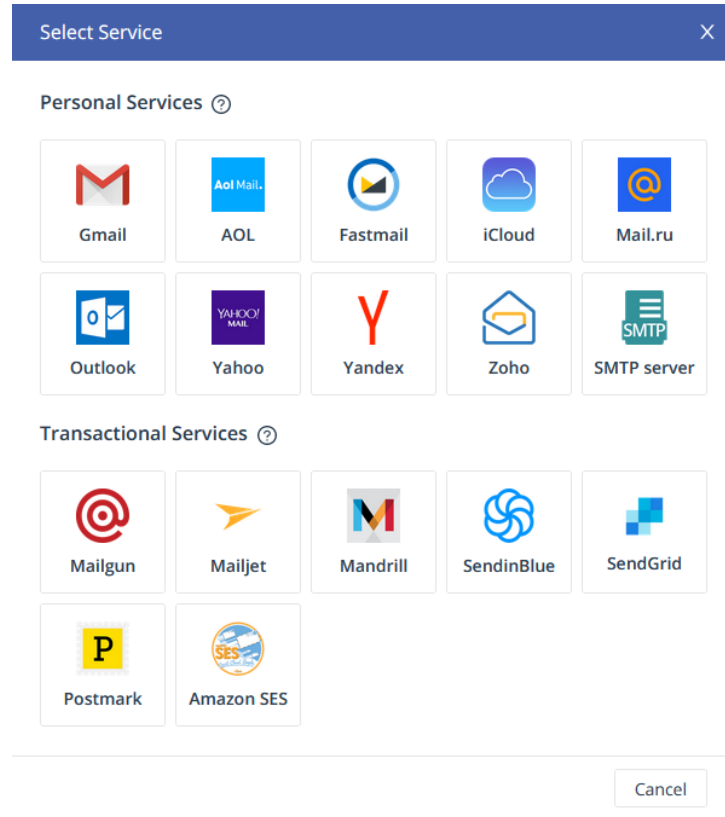 Select Service X
Personal Services ?
Aol Mail.
Gmail AOL Fastmail iCloud Mail.ru
YAHOO!
MAIL
SMTP
Outlook Yahoo Yandex Zoho SMTP server
Transactional Services ?
Mailgun Mailjet Mandrill SendinBlue SendGrid
P
SES
Postmark Amazon SES
Cancel